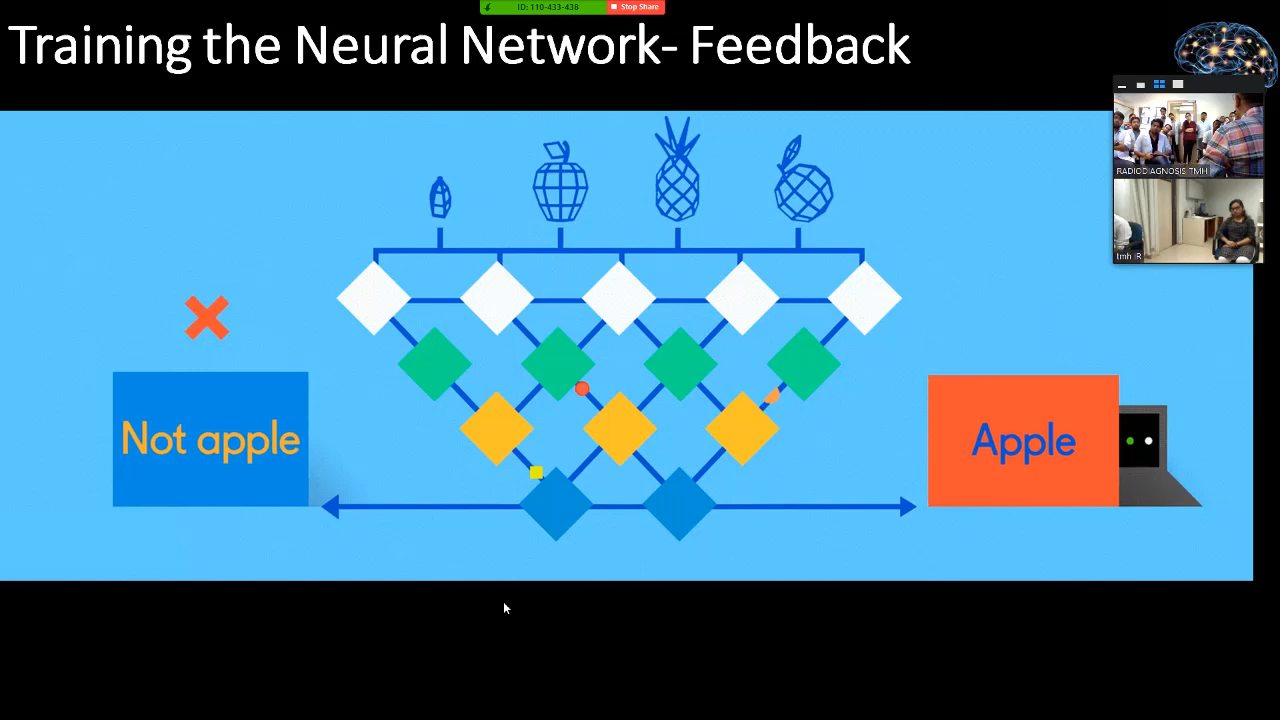 ID: 110-433-438
Stop Share
Training the Neural Network- Feedback
RADIODIAGNOSIS TMH
tmh IR
Not apple
Apple